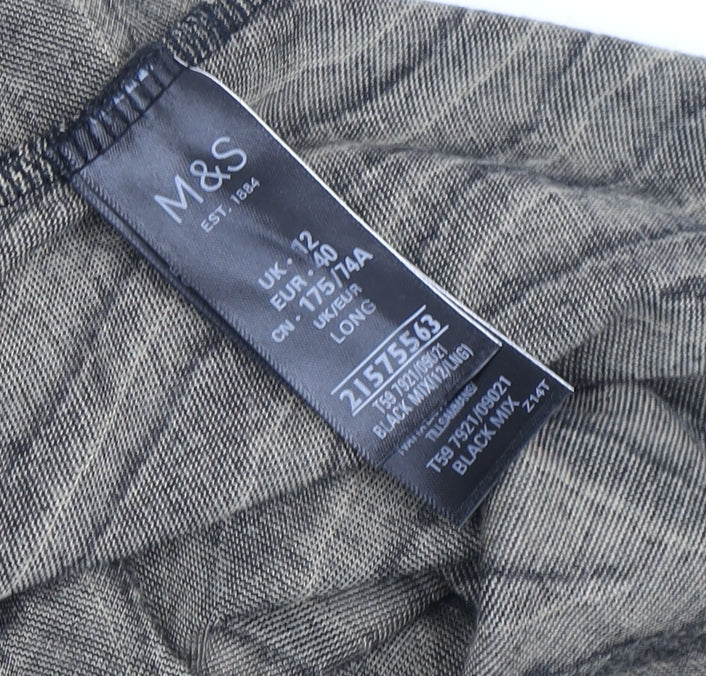 M&S
EST. 1884
UK • 12
EUR • 40
CN • 175/74A
UK/EUR
LONG
21575563
T59 7921/09021
BLACK MIX(12/LNG)
TILLSAMMANS
T59 7921/09021
BLACK MIX
Z14T